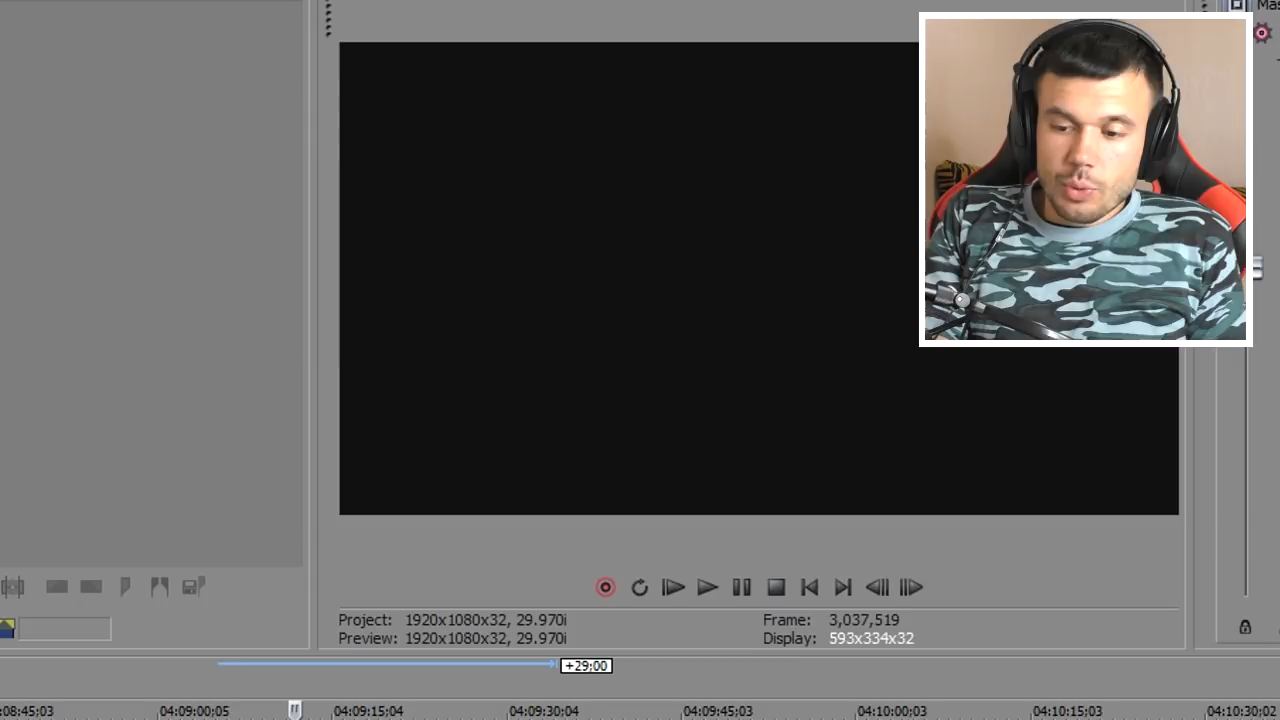 Mas
Project: 1920x1080x32, 29.970i
Frame: 3,037,519
Preview: 1920x1080x32, 29.970i
Display: 593x334x32
+29;00
:08:45;03 04:09:00;05 04:09:15;04 04:09:30;04 04:09:45;03 04:10:00;03 04:10:15;03 04:10:30;02